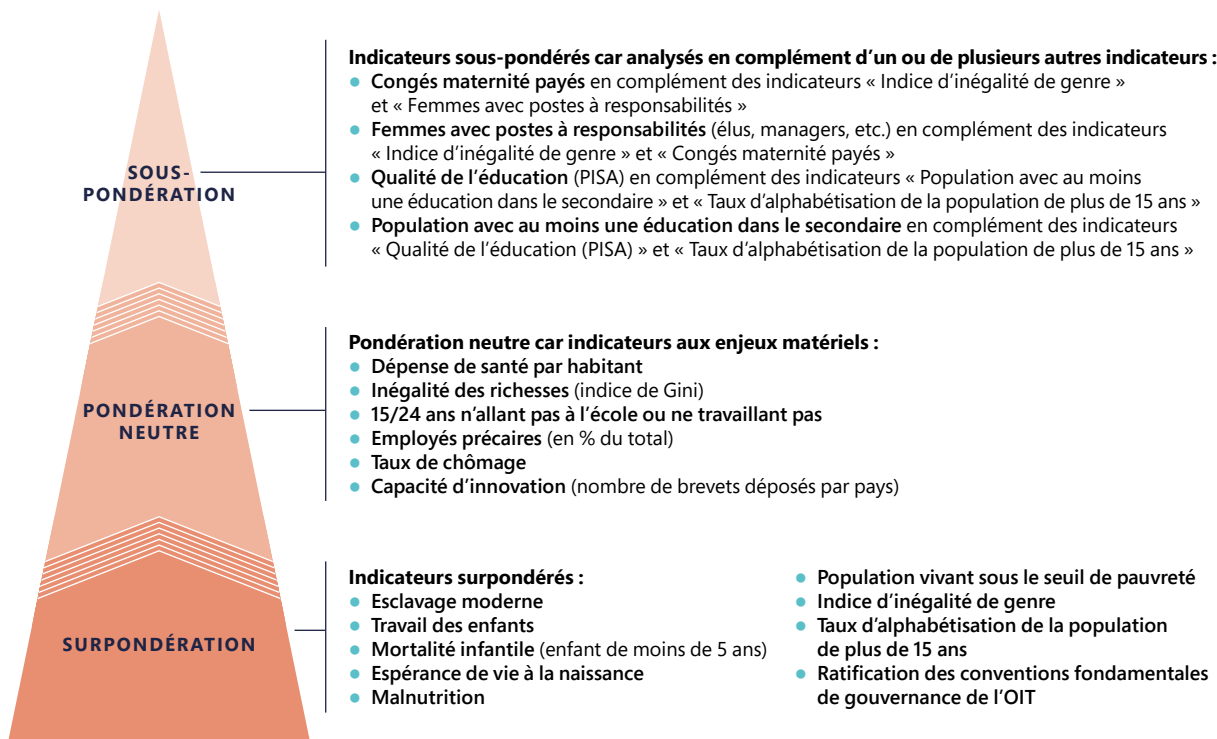 SOUS-
PONDÉRATION
Indicateurs sous-pondérés car analysés en complément d’un ou de plusieurs autres indicateurs :
● Congés maternité payés en complément des indicateurs « Indice d’inégalité de genre »
et « Femmes avec postes à responsabilités »
● Femmes avec postes à responsabilités (élus, managers, etc.) en complément des indicateurs
« Indice d’inégalité de genre » et « Congés maternité payés »
● Qualité de l’éducation (PISA) en complément des indicateurs « Population avec au moins
une éducation dans le secondaire » et « Taux d’alphabétisation de la population de plus de 15 ans »
● Population avec au moins une éducation dans le secondaire en complément des indicateurs
« Qualité de l’éducation (PISA) » et « Taux d’alphabétisation de la population de plus de 15 ans »
PONDÉRATION
NEUTRE
Pondération neutre car indicateurs aux enjeux matériels :
● Dépense de santé par habitant
● Inégalité des richesses (indice de Gini)
● 15/24 ans n’allant pas à l’école ou ne travaillant pas
● Employés précaires (en % du total)
● Taux de chômage
● Capacité d’innovation (nombre de brevets déposés par pays)
SURPONDÉRATION
Indicateurs surpondérés :
● Esclavage moderne
● Travail des enfants
● Mortalité infantile (enfant de moins de 5 ans)
● Espérance de vie à la naissance
● Malnutrition
● Population vivant sous le seuil de pauvreté
● Indice d’inégalité de genre
● Taux d’alphabétisation de la population
de plus de 15 ans
● Ratification des conventions fondamentales
de gouvernance de l’OIT